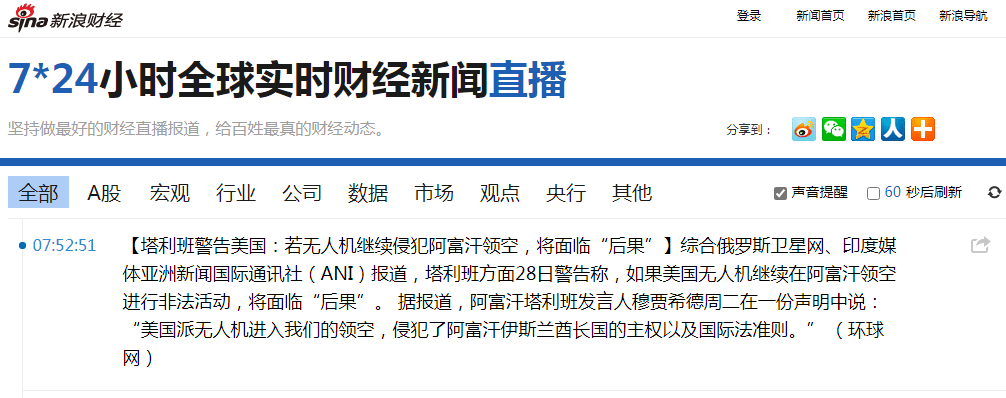 sina新浪财经
登录 新闻首页 新浪首页 新浪导航
7*24小时全球实时财经新闻直播
坚持做最好的财经直播报道，给百姓最真的财经动态。
分享到：
全部 A股 宏观 行业 公司 数据 市场 观点 央行 其他
声音提醒 60 秒后刷新
07:52:51
【塔利班警告美国：若无人机继续侵犯阿富汗领空，将面临“后果”】综合俄罗斯卫星网、印度媒
体亚洲新闻国际通讯社（ANI）报道，塔利班方面28日警告称，如果美国无人机继续在阿富汗领空
进行非法活动，将面临“后果”。 据报道，阿富汗塔利班发言人穆贾希德周二在一份声明中说：
“美国派无人机进入我们的领空，侵犯了阿富汗伊斯兰酋长国的主权以及国际法准则。” （环球
网）